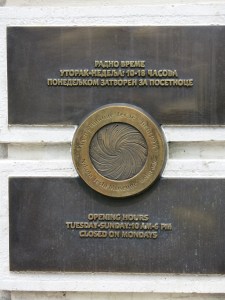 РАДНО ВРЕМЕ
УТОРАК-НЕДЕЉА: 10-18 ЧАСОВА
ПОНЕДЕЉКОМ ЗАТВОРЕН ЗА ПОСЕТИОЦЕ
OPENING HOURS
TUESDAY-SUNDAY: 10 AM-6 PM
CLOSED ON MONDAYS